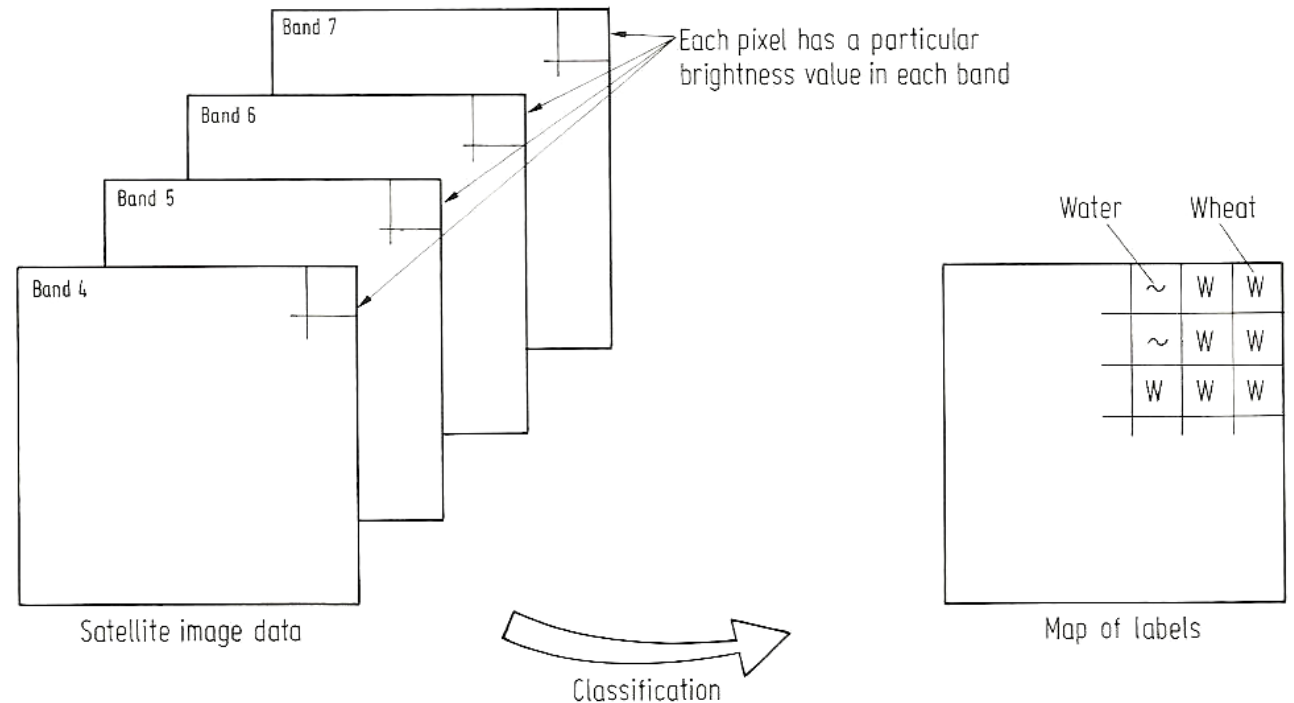 Band 7
Each pixel has a particular
brightness value in each band
Band 6
Band 5
Band 4
Water Wheat
~ W W
~ W W
W W W
Satellite image data
Map of labels
Classification